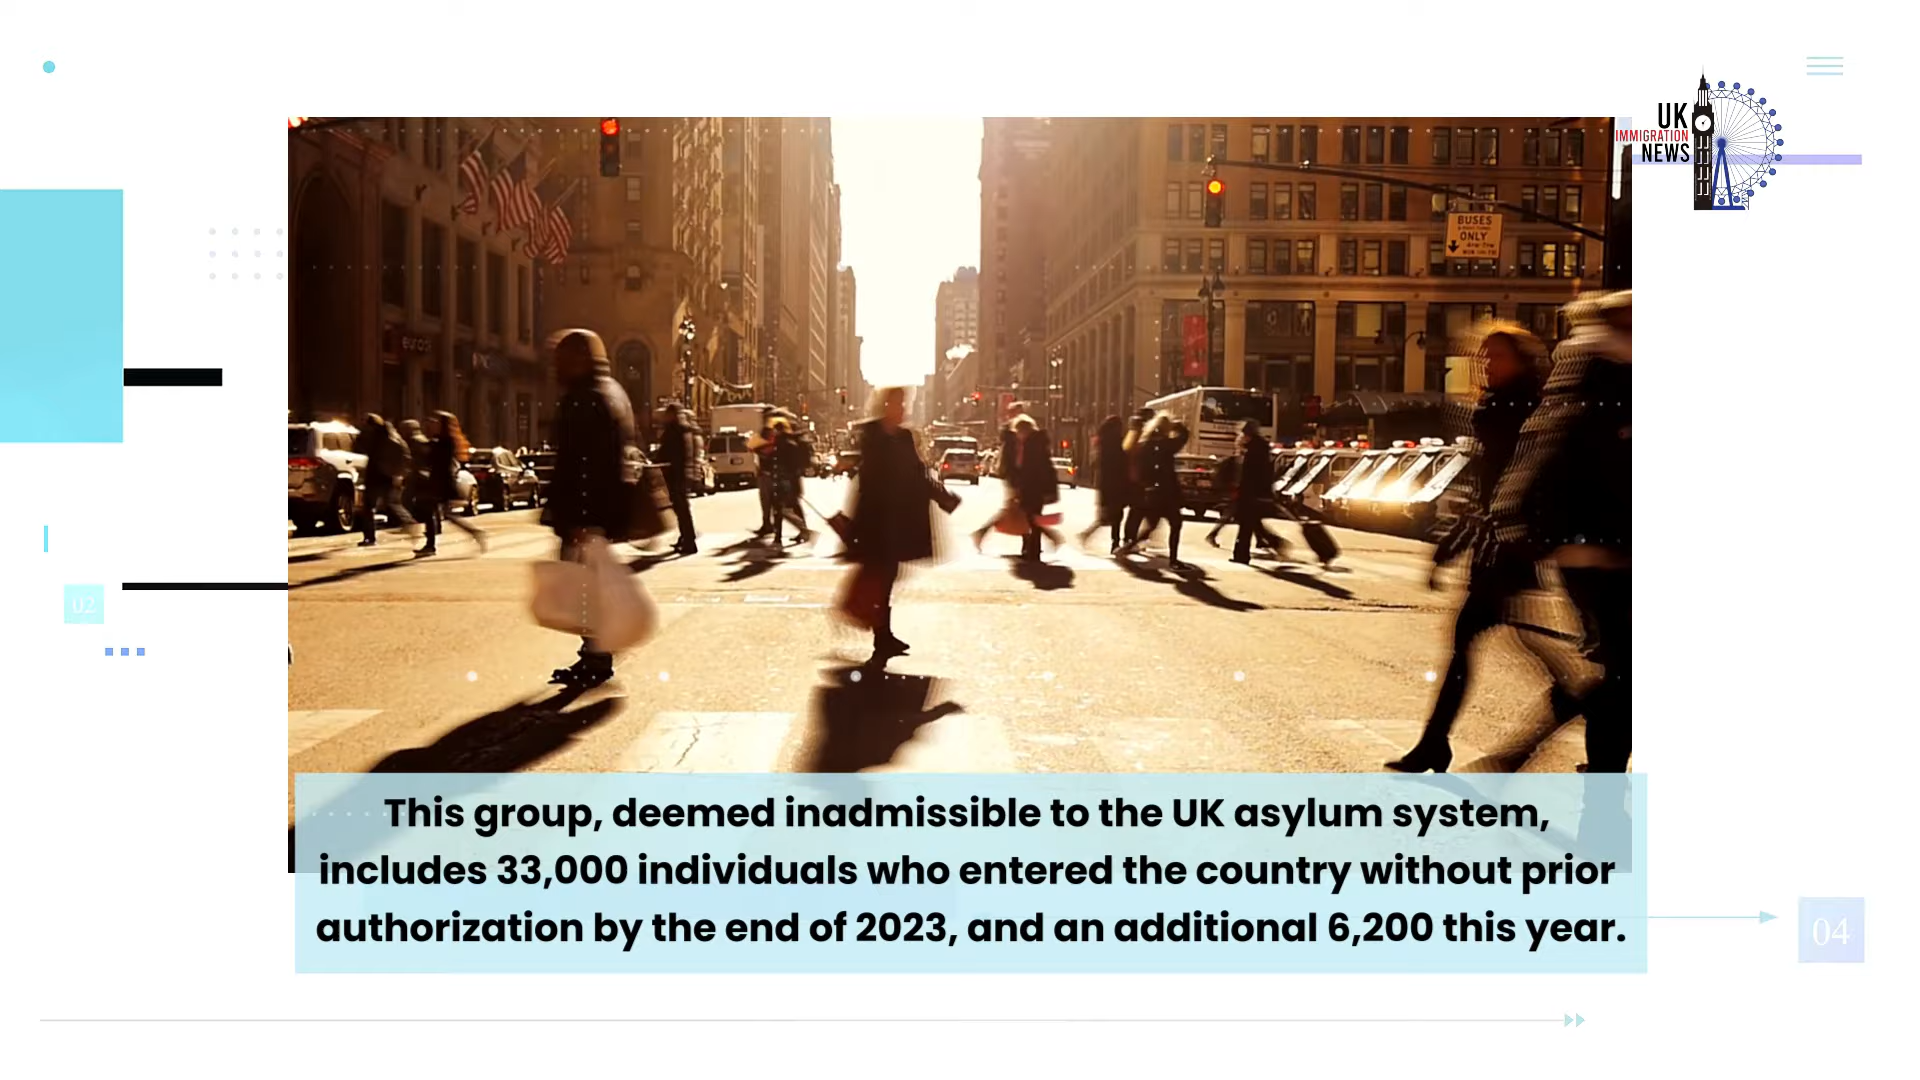 UK
IMMIGRATION
NEWS
BUSES
ONLY
02
This group, deemed inadmissible to the UK asylum system,
includes 33,000 individuals who entered the country without prior
authorization by the end of 2023, and an additional 6,200 this year.
04